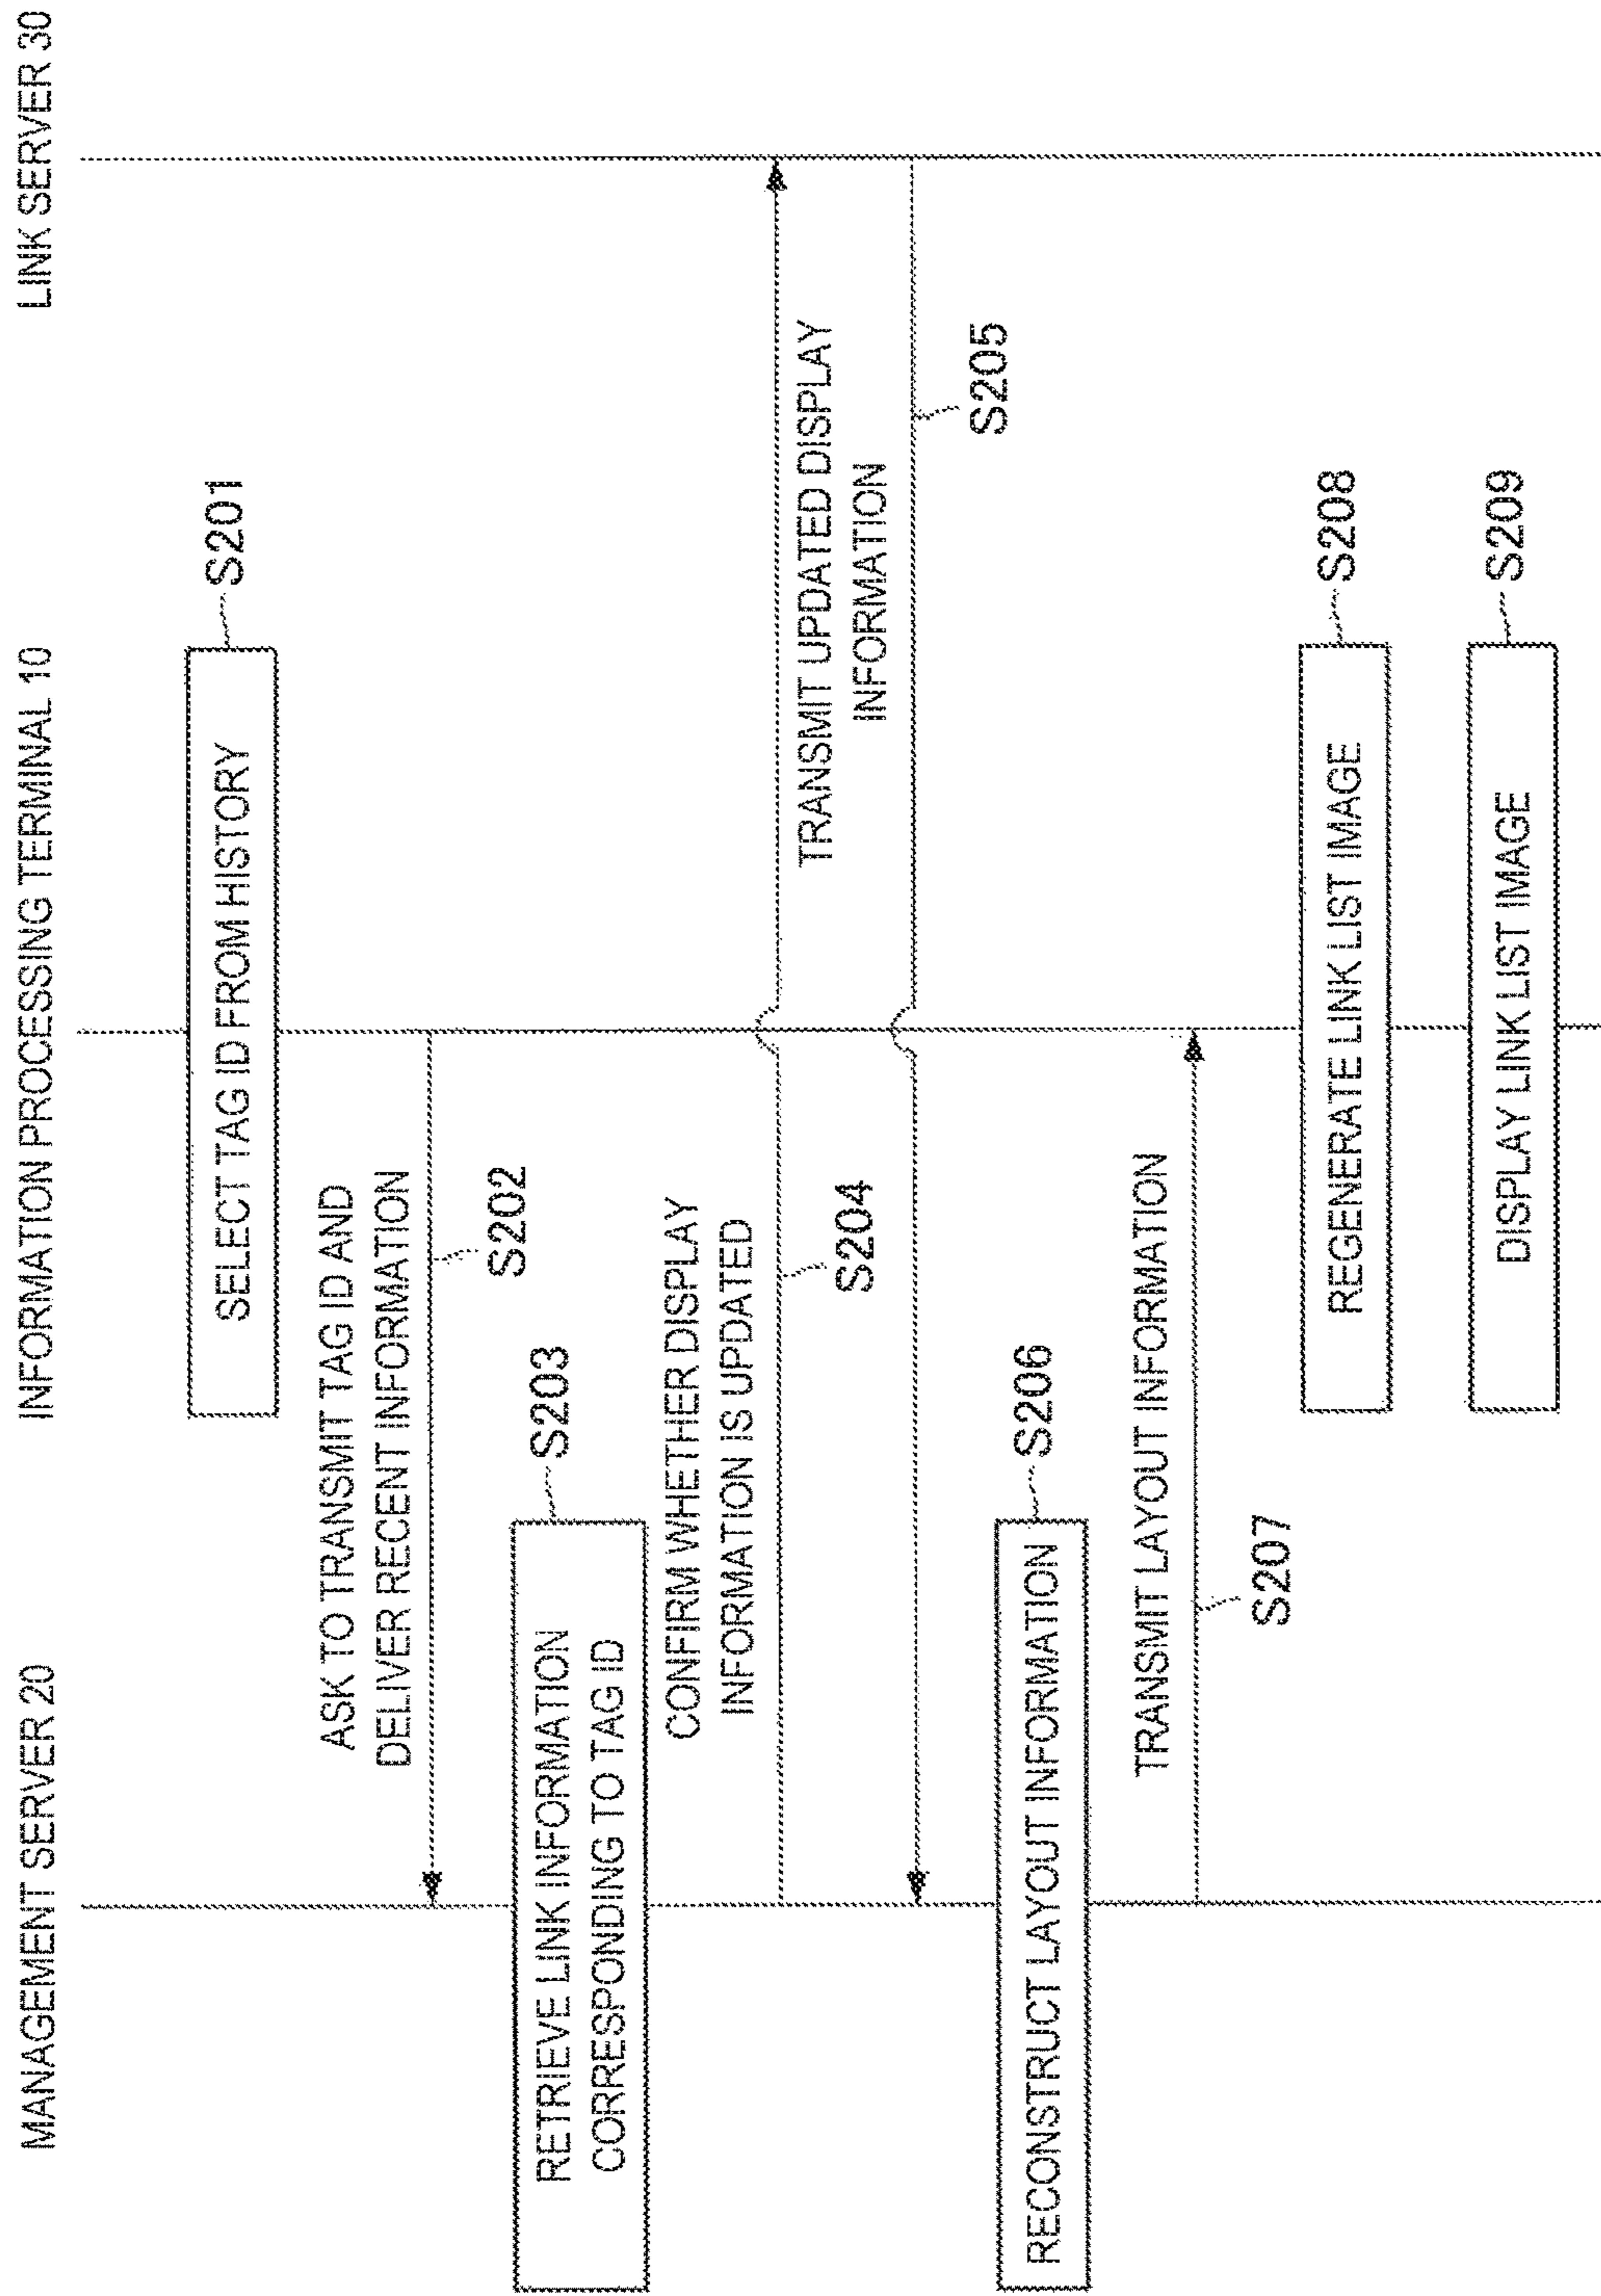 MANAGEMENT SERVER 20
INFORMATION PROCESSING TERMINAL 10
LINK SERVER 30
SELECT TAG ID FROM HISTORY
S201
ASK TO TRANSMIT TAG ID AND
DELIVER RECENT INFORMATION
S202
RETRIEVE LINK INFORMATION
CORRESPONDING TO TAG ID
S203
CONFIRM WHETHER DISPLAY
INFORMATION IS UPDATED
S204
TRANSMIT UPDATED DISPLAY
INFORMATION
S205
RECONSTRUCT LAYOUT INFORMATION
S206
TRANSMIT LAYOUT INFORMATION
S207
REGENERATE LINK LIST IMAGE
S208
DISPLAY LINK LIST IMAGE
S209